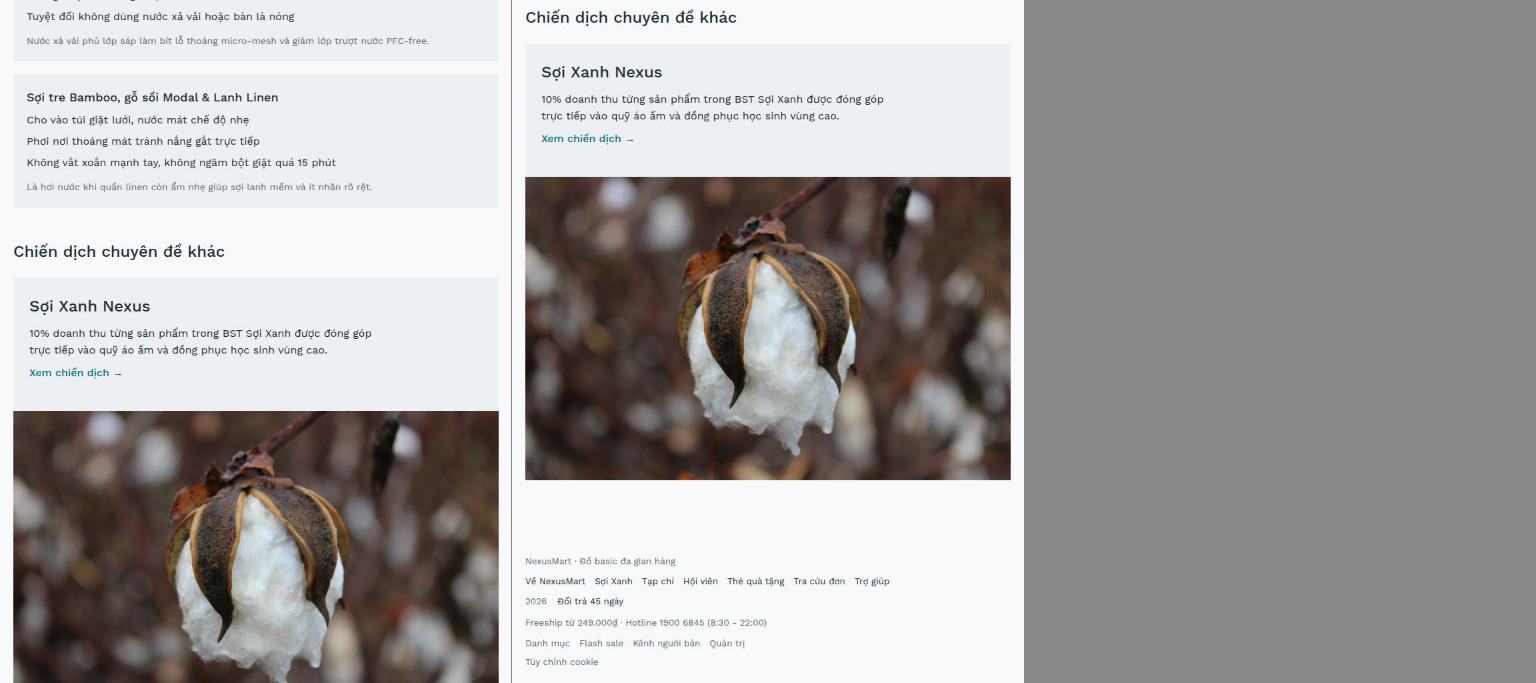 Tuyệt đối không dùng nước xả vải hoặc bàn là nóng
Nước xả vải phủ lớp sáp làm bít lỗ thoáng micro-mesh và giảm lớp trượt nước PFC-free.
Sợi tre Bamboo, gỗ sồi Modal & Lanh Linen
Cho vào túi giặt lưới, nước mát chế độ nhẹ
Phơi nơi thoáng mát tránh nắng gắt trực tiếp
Không vắt xoắn mạnh tay, không ngâm bột giặt quá 15 phút
Là hơi nước khi quần linen còn ẩm nhẹ giúp sợi lanh mềm và ít nhăn rõ rệt.
Chiến dịch chuyên đề khác
Sợi Xanh Nexus
10% doanh thu từng sản phẩm trong BST Sợi Xanh được đóng góp
trực tiếp vào quỹ áo ấm và đồng phục học sinh vùng cao.
Xem chiến dịch →
Chiến dịch chuyên đề khác
Sợi Xanh Nexus
10% doanh thu từng sản phẩm trong BST Sợi Xanh được đóng góp
trực tiếp vào quỹ áo ấm và đồng phục học sinh vùng cao.
Xem chiến dịch →
NexusMart · Đồ basic đa gian hàng
Về NexusMart Sợi Xanh Tạp chí Hội viên Thẻ quà tặng Tra cứu đơn Trợ giúp
2026 Đổi trả 45 ngày
Freeship từ 249.000₫ · Hotline 1900 6845 (8:30 – 22:00)
Danh mục Flash sale Kênh người bán Quản trị
Tùy chỉnh cookie